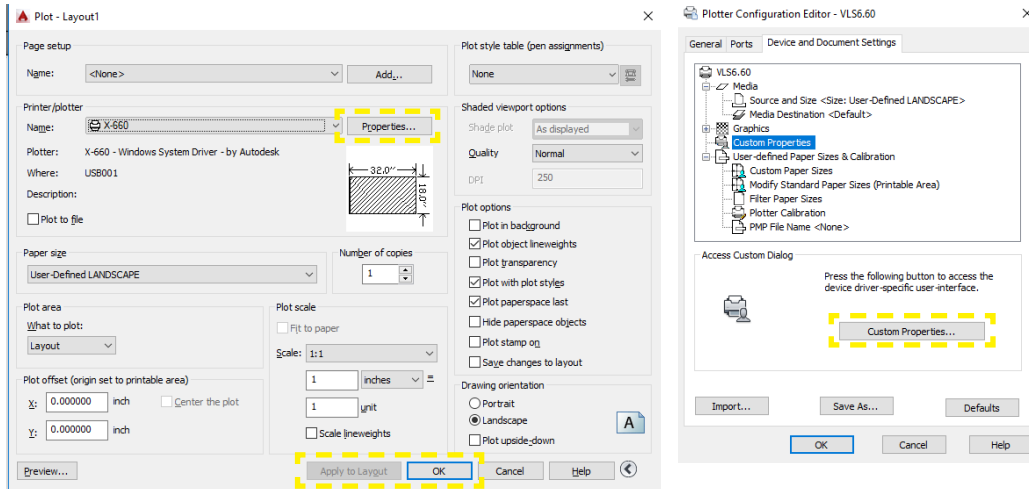 Plot - Layout1
Page setup
Name: <None> Add...
Printer/plotter
Name: X-660 Properties...
Plotter: X-660 - Windows System Driver - by Autodesk
Where: USB001
Description:
Plot to file
32.0''
18.0''
Paper size
User-Defined LANDSCAPE
Number of copies
1
Plot area
What to plot:
Layout
Plot offset (origin set to printable area)
X: 0.000000 inch Center the plot
Y: 0.000000 inch
Plot scale
Fit to paper
Scale: 1:1
1 inches =
1 unit
Scale lineweights
Plot style table (pen assignments)
None
Shaded viewport options
Shade plot As displayed
Quality Normal
DPI 250
Plot options
Plot in background
Plot object lineweights
Plot transparency
Plot with plot styles
Plot paperspace last
Hide paperspace objects
Plot stamp on
Save changes to layout
Drawing orientation
Portrait
Landscape
Plot upside-down
A
Preview... Apply to Layout OK Cancel Help
Plotter Configuration Editor - VLS6.60
General Ports Device and Document Settings
VLS6.60
Media
Source and Size <Size: User-Defined LANDSCAPE>
Media Destination <Default>
Graphics
Custom Properties
User-defined Paper Sizes & Calibration
Custom Paper Sizes
Modify Standard Paper Sizes (Printable Area)
Filter Paper Sizes
Plotter Calibration
PMP File Name <None>
Access Custom Dialog
Press the following button to access the
device driver-specific user-interface.
Custom Properties...
Import... Save As... Defaults
OK Cancel Help